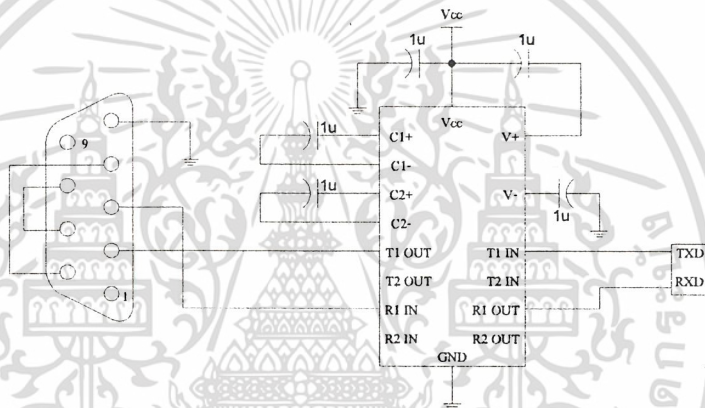 Vcc
1u
1u
Vcc
C1+
V+
1u
C1-
C2+
V-
1u
1u
C2-
T1 OUT
T1 IN
TXD
T2 OUT
T2 IN
RXD
R1 IN
R1 OUT
R2 IN
R2 OUT
GND
9
1